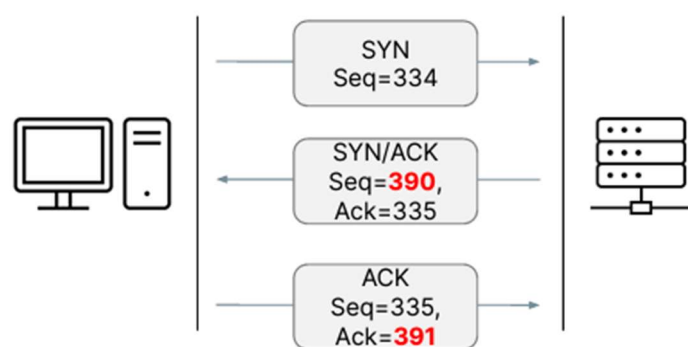 SYN
Seq=334
SYN/ACK
Seq=390,
Ack=335
ACK
Seq=335,
Ack=391